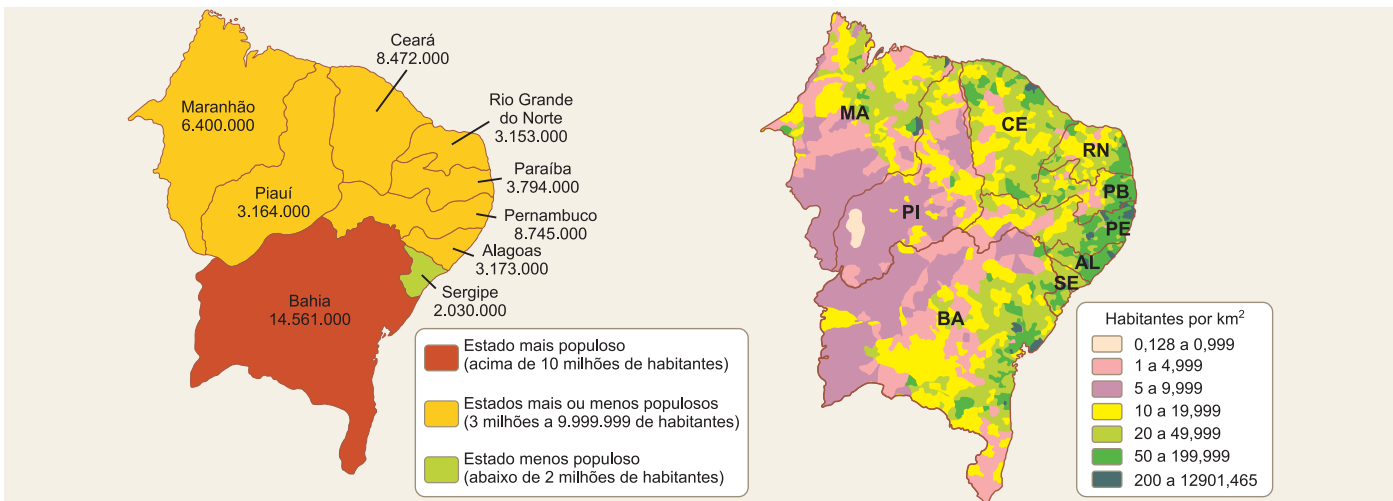 Ceará
8.472.000
Maranhão
6.400.000
Rio Grande
do Norte
3.153.000
Paraíba
3.794.000
Piauí
3.164.000
Pernambuco
8.745.000
Alagoas
3.173.000
Sergipe
2.030.000
Bahia
14.561.000
Estado mais populoso
(acima de 10 milhões de habitantes)
Estados mais ou menos populosos
(3 milhões a 9.999.999 de habitantes)
Estado menos populoso
(abaixo de 2 milhões de habitantes)
MA
CE
RN
PB
PI
PE
AL
SE
BA
Habitantes por km²
0,128 a 0,999
1 a 4,999
5 a 9,999
10 a 19,999
20 a 49,999
50 a 199,999
200 a 12901,465